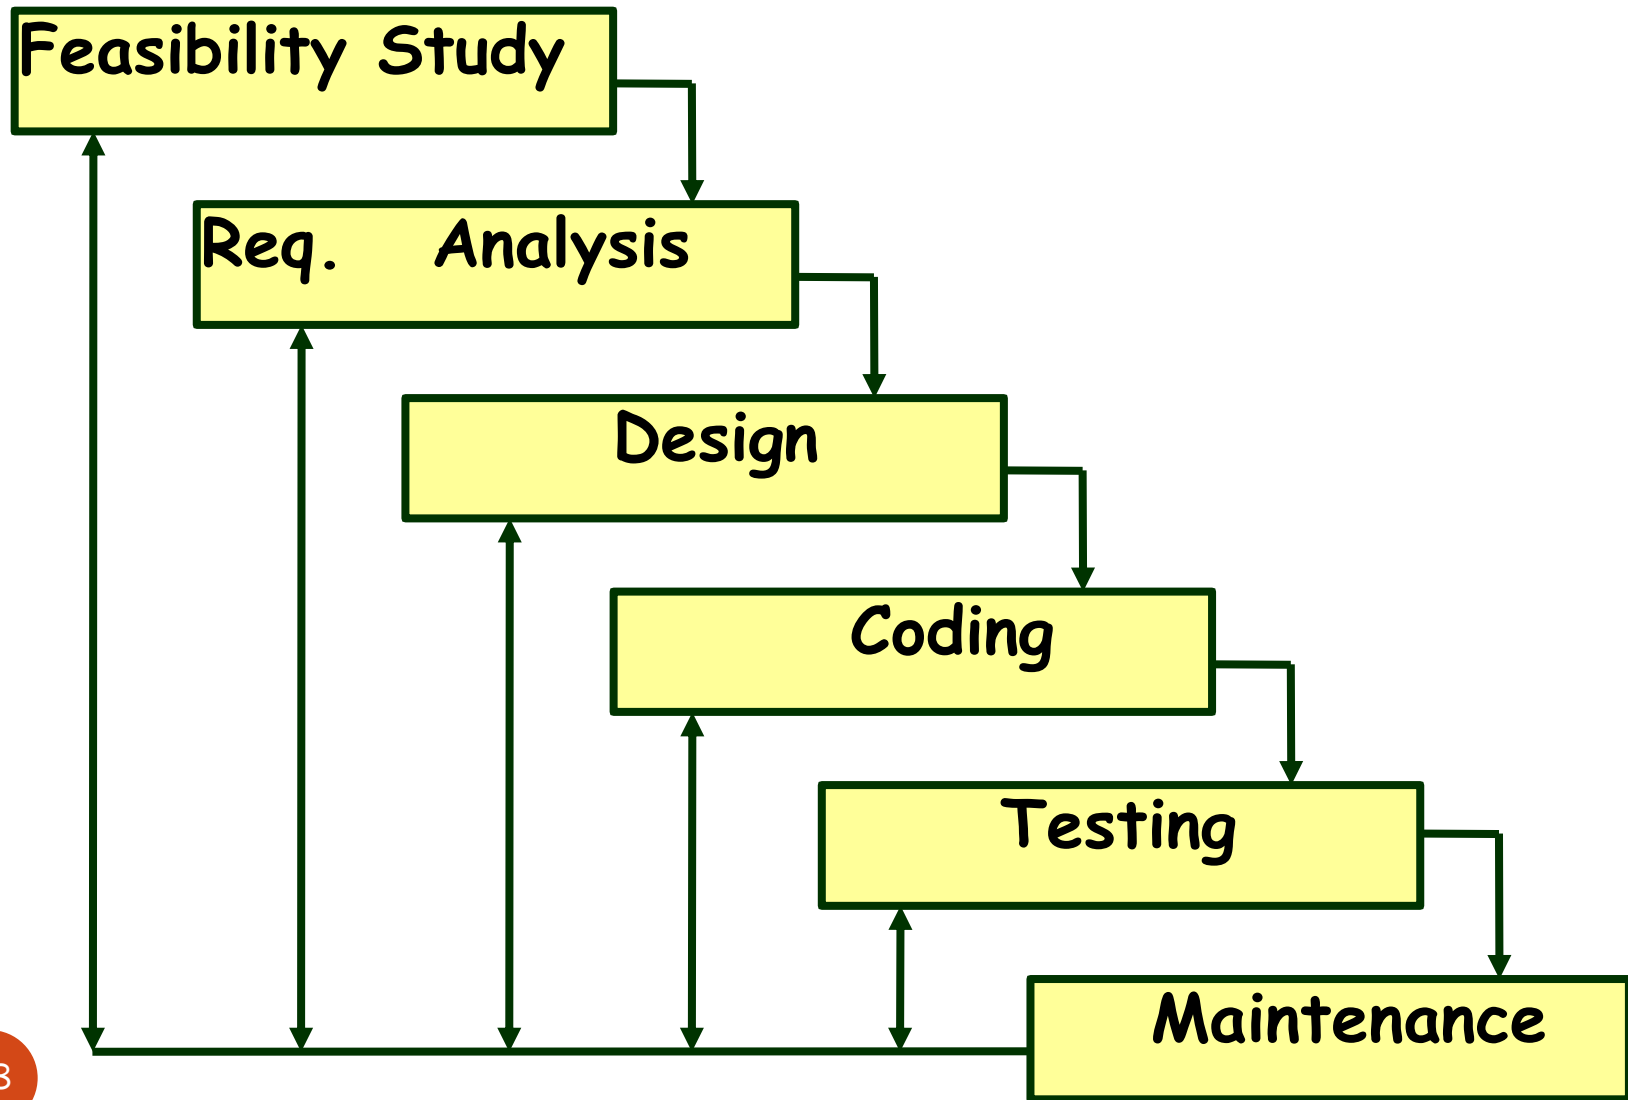 Feasibility Study
Req. Analysis
Design
Coding
Testing
Maintenance